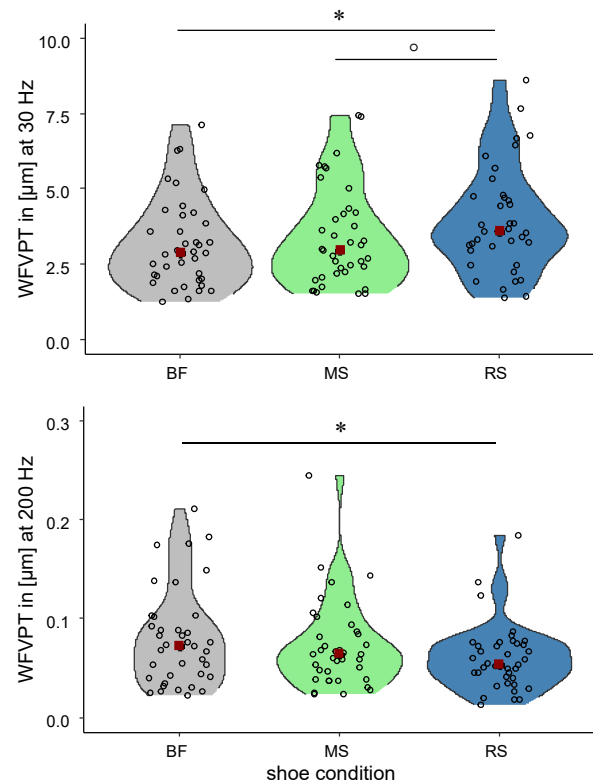 *
10.0
7.5
5.0
2.5
0.0
WFVPT in [µm] at 30 Hz
BF MS RS
*
0.3
0.2
0.1
0.0
WFVPT in [µm] at 200 Hz
BF MS RS
shoe condition